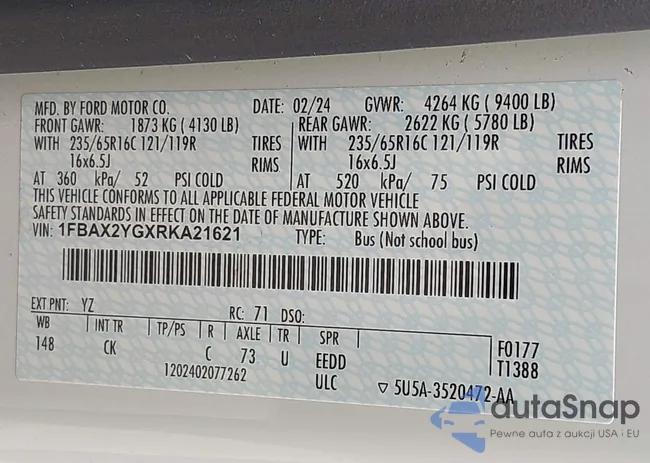 MFD. BY FORD MOTOR CO. DATE: 02/24 GVWR: 4264 KG ( 9400 LB)
FRONT GAWR: 1873 KG ( 4130 LB) REAR GAWR: 2622 KG ( 5780 LB)
WITH 235/65R16C 121/119R TIRES WITH 235/65R16C 121/119R TIRES
16x6.5J RIMS 16x6.5J RIMS
AT 360 kPa/ 52 PSI COLD AT 520 kPa/ 75 PSI COLD
THIS VEHICLE CONFORMS TO ALL APPLICABLE FEDERAL MOTOR VEHICLE
SAFETY STANDARDS IN EFFECT ON THE DATE OF MANUFACTURE SHOWN ABOVE.
VIN: 1FBAX2YGXRKA21621 TYPE: Bus (Not school bus)
EXT PNT: YZ RC: 71 DSO:
WB INT TR TP/PS R AXLE TR SPR F0177
148 CK C 73 U EEDD T1388
1202402077262 ULC ▽ 5U5A-3520472-AA
autaSnap
Pewne auta z aukcji USA i EU